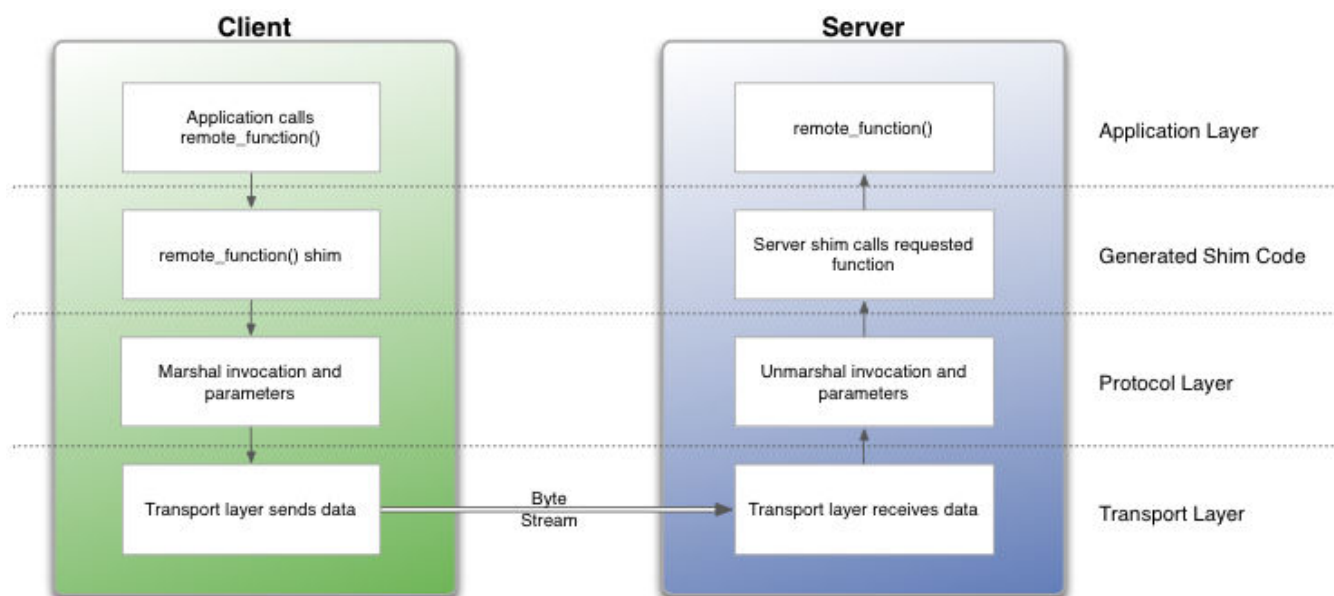 Client
Server
Application calls
remote_function()
remote_function()
Application Layer
remote_function() shim
Server shim calls requested
function
Generated Shim Code
Marshal invocation and
parameters
Unmarshal invocation and
parameters
Protocol Layer
Transport layer sends data
Byte
Stream
Transport layer receives data
Transport Layer